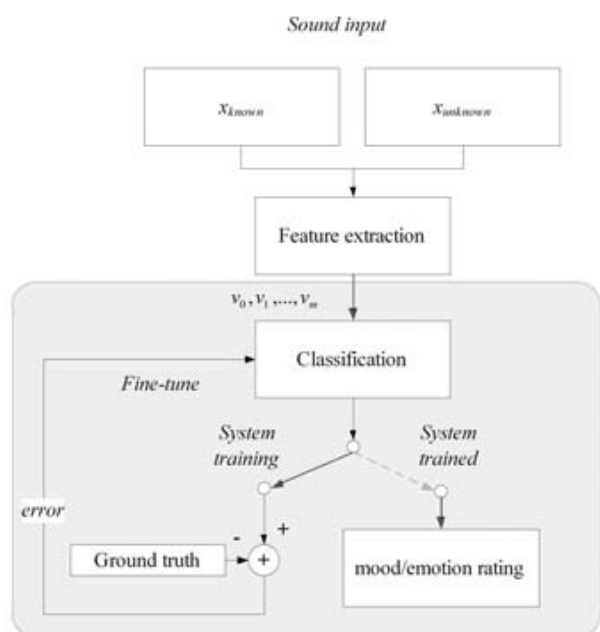 Sound input
x_known x_unknown
Feature extraction
v_0, v_1, ..., v_m
Classification
Fine-tune
System training
System trained
error
- +
Ground truth + mood/emotion rating